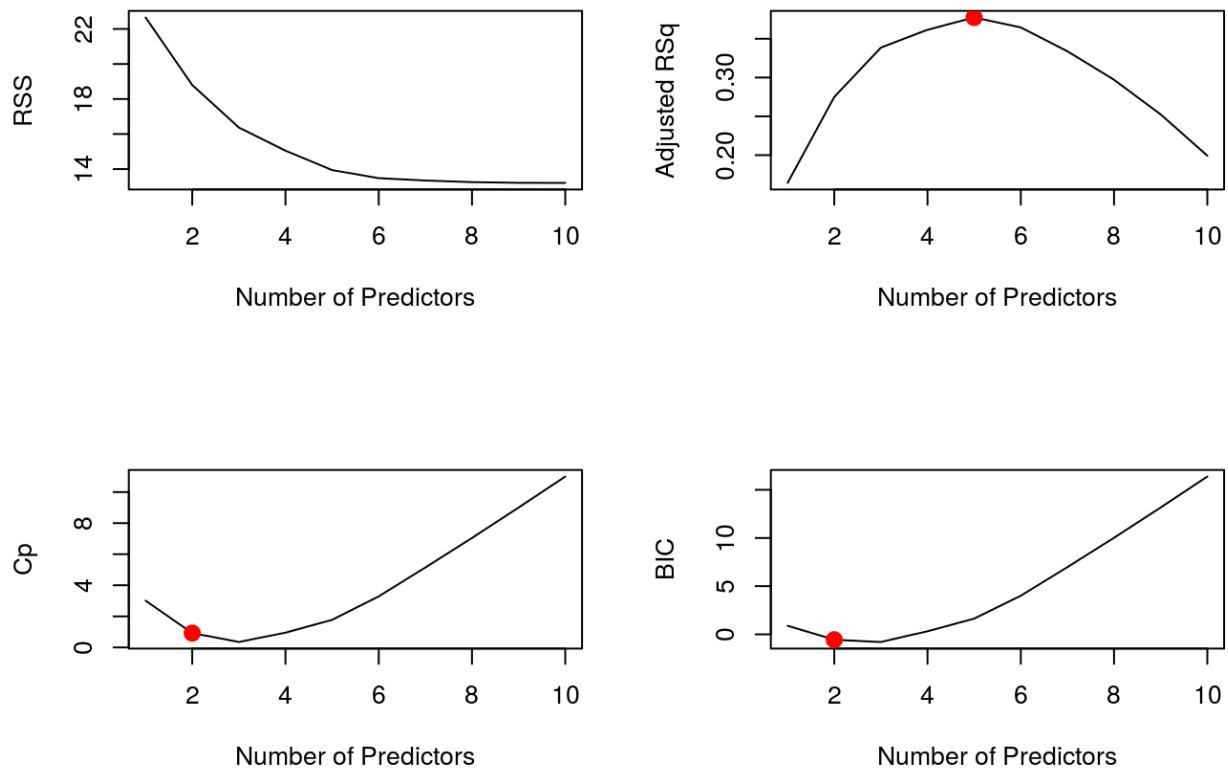 RSS
22
18
14
2 4 6 8 10
Number of Predictors
Adjusted RSq
0.30
0.20
2 4 6 8 10
Number of Predictors
Cp
8
4
0
2 4 6 8 10
Number of Predictors
BIC
10
5
0
2 4 6 8 10
Number of Predictors